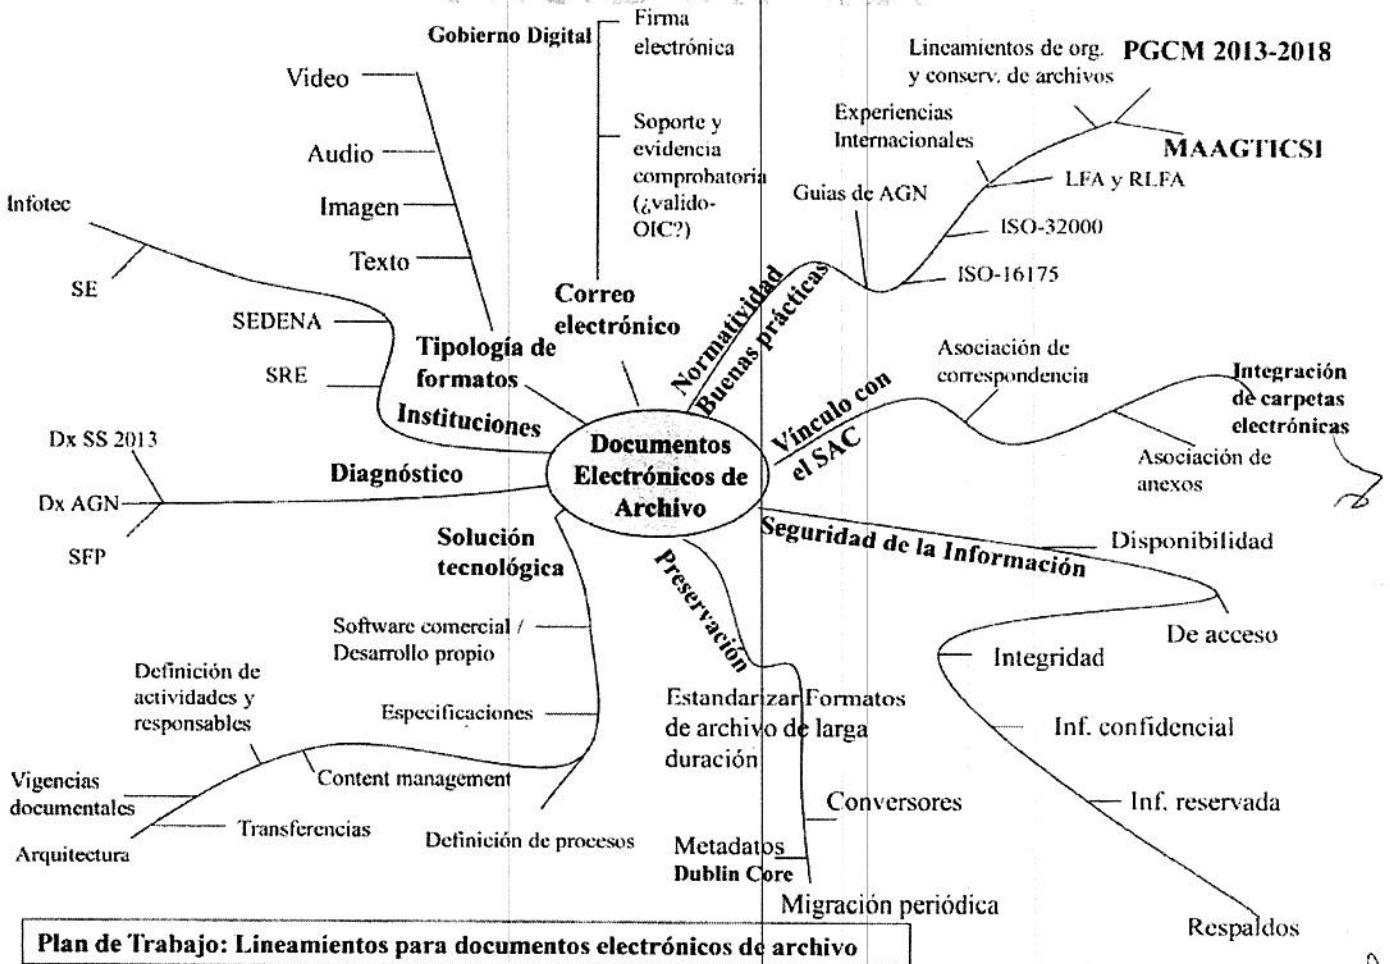 Gobierno Digital
Firma
electrónica
Soporte y
evidencia
comprobatoria
(¿valido-
OIC?)
Correo
electrónico
Video
Audio
Imagen
Texto
Tipología de
formatos
Infotec
SE
SEDENA
SRE
Instituciones
Dx SS 2013
Dx AGN
SFP
Diagnóstico
Documentos
Electrónicos de
Archivo
Normatividad
Buenas prácticas
Guias de AGN
Experiencias
Internacionales
Lineamientos de org.
y conserv. de archivos
PGCM 2013-2018
MAAGTICSI
LFA y RLFA
ISO-32000
ISO-16175
Vínculo con
el SAC
Asociación de
correspondencia
Asociación de
anexos
Integración
de carpetas
electrónicas
Seguridad de la Información
Disponibilidad
De acceso
Integridad
Inf. confidencial
Inf. reservada
Respaldos
Preservación
Estandarizar Formatos
de archivo de larga
duración
Conversores
Metadatos
Dublin Core
Migración periódica
Solución
tecnológica
Software comercial /
Desarrollo propio
Especificaciones
Definición de procesos
Content management
Definición de
actividades y
responsables
Transferencias
Vigencias
documentales
Arquitectura
Plan de Trabajo: Lineamientos para documentos electrónicos de archivo